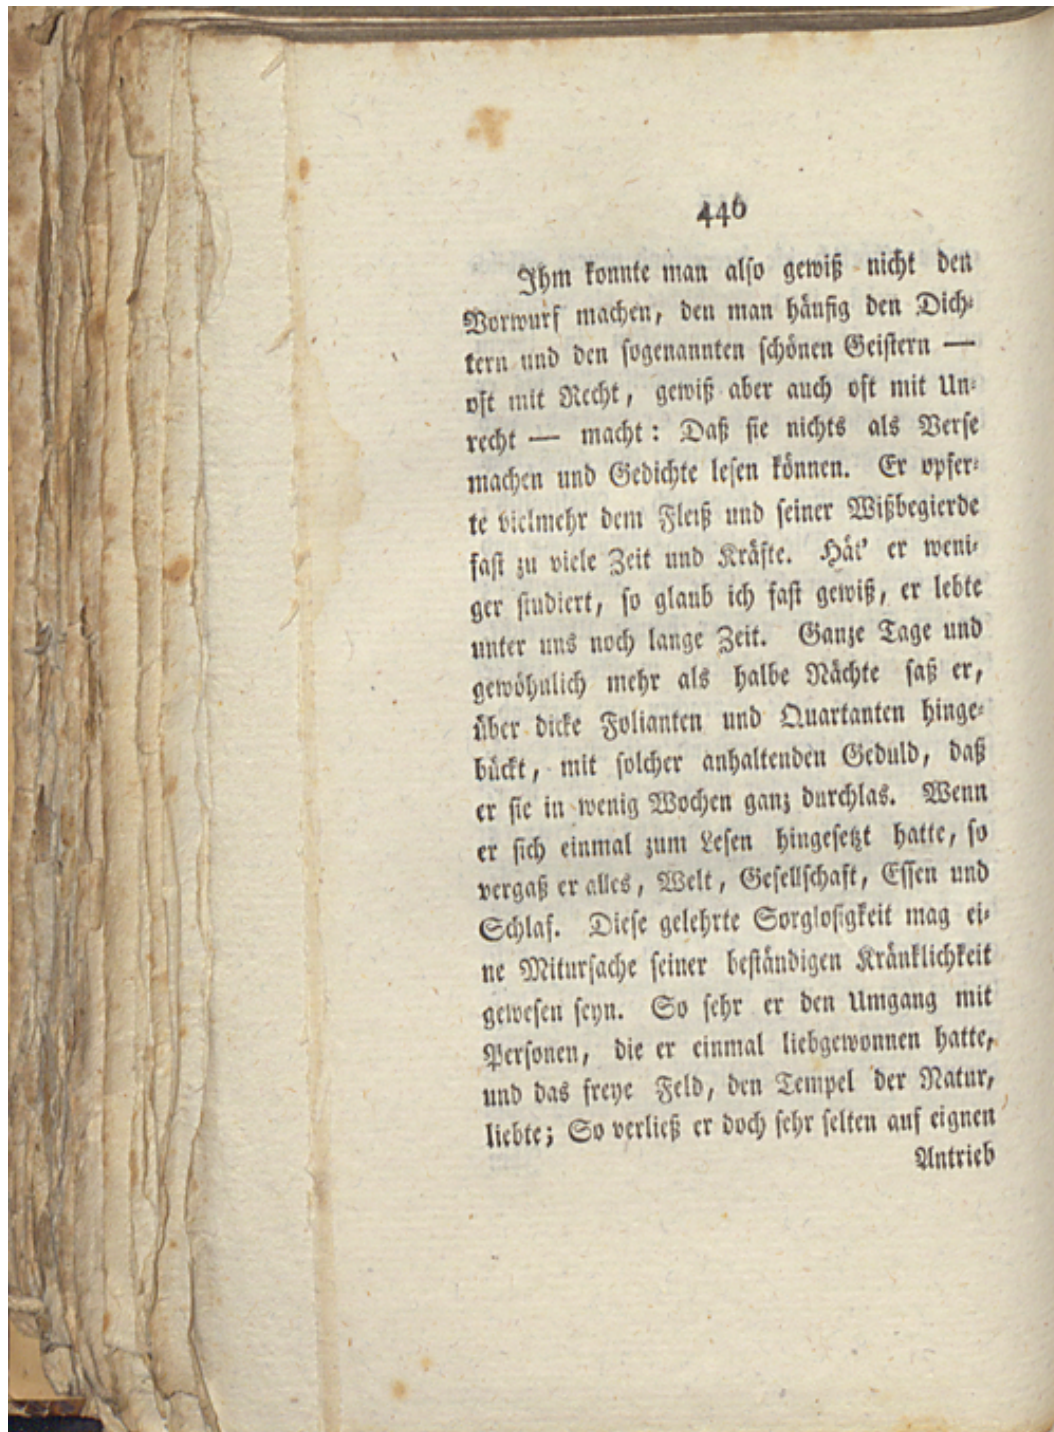 446
Ihm konnte man also gewiß nicht den
Vorwurf machen, den man häufig den Dich-
tern und den sogenannten schönen Geistern —
oft mit Recht, gewiß aber auch oft mit Un-
recht — macht: Daß sie nichts als Verse
machen und Gedichte lesen können. Er opfer-
te vielmehr dem Fleiß und seiner Wißbegierde
fast zu viele Zeit und Kräfte. Hät' er weni-
ger studiert, so glaub ich fast gewiß, er lebte
unter uns noch lange Zeit. Ganze Tage und
gewöhnlich mehr als halbe Nächte saß er,
über dicke Folianten und Quartanten hinge-
bückt, mit solcher anhaltenden Geduld, daß
er sie in wenig Wochen ganz durchlas. Wenn
er sich einmal zum Lesen hingesetzt hatte, so
vergaß er alles, Welt, Gesellschaft, Essen und
Schlaf. Diese gelehrte Sorglosigkeit mag ei-
ne Mitursache seiner beständigen Kränklichkeit
gewesen seyn. So sehr er den Umgang mit
Personen, die er einmal liebgewonnen hatte,
und das freye Feld, den Tempel der Natur,
liebte; So verließ er doch sehr selten auf eignen
Antrieb